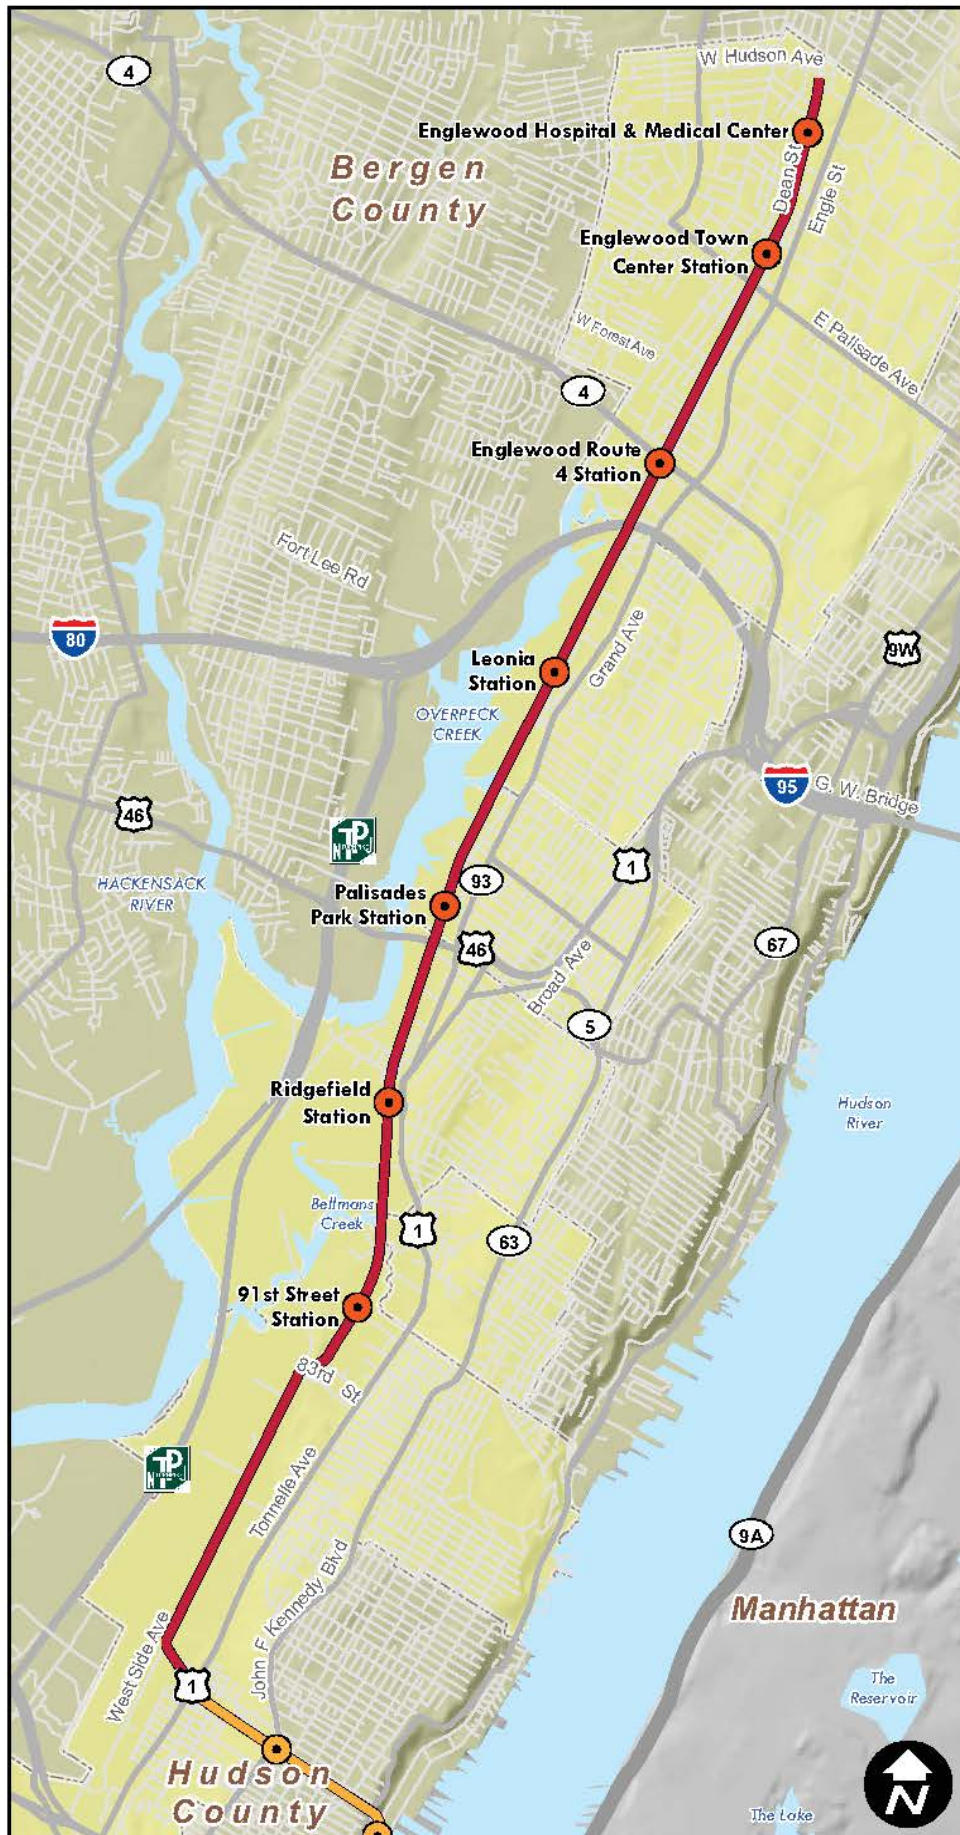 W Hudson Ave
4
Englewood Hospital & Medical Center
Bergen
County
Dean St
Engle St
Englewood Town
Center Station
W Forest Ave
E Palisade Ave
4
Englewood Route
4 Station
Fort Lee Rd
80
Grand Ave
9W
Leonia
Station
OVERPECK
CREEK
95
G. W. Bridge
46
TP
N
1
HACKENSACK
RIVER
93
Palisades
Park Station
67
46
Broad Ave
5
Ridgefield
Station
Hudson
River
Bellmans
Creek
1
63
91st Street
Station
83rd St
TP
N
Tonnelle Ave
9A
John F Kennedy Blvd
Manhattan
West Side Ave
1
The
Reservoir
Hudson
County
N
The Lake